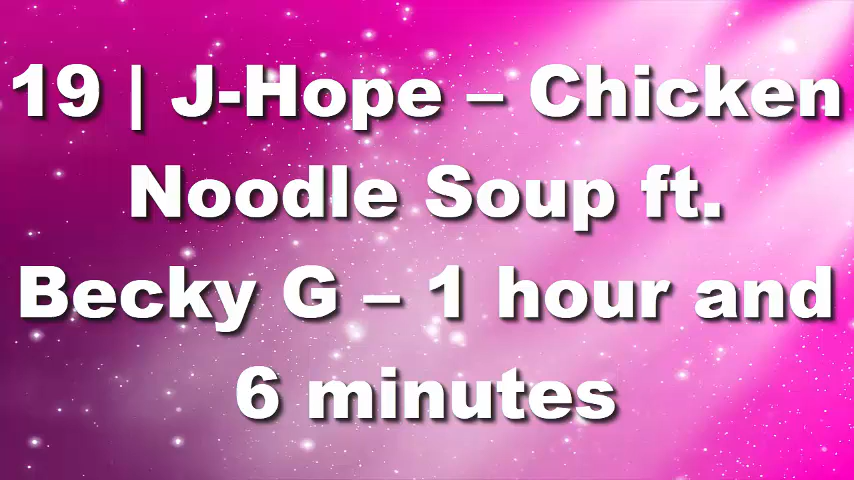 19 | J-Hope – Chicken
Noodle Soup ft.
Becky G – 1 hour and
6 minutes